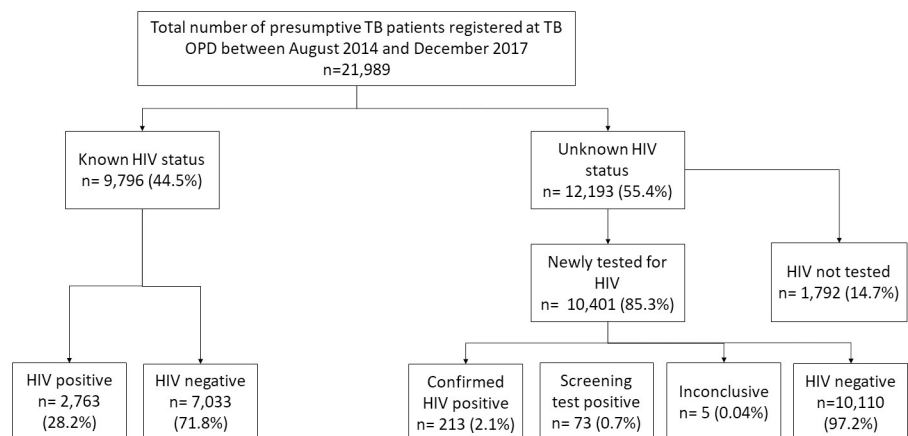 Total number of presumptive TB patients registered at TB
OPD between August 2014 and December 2017
n=21,989
Known HIV status
n= 9,796 (44.5%)
Unknown HIV
status
n= 12,193 (55.4%)
Newly tested for
HIV
n=  10,401 (85.3%)
HIV not tested
n= 1,792 (14.7%)
HIV positive
n= 2,763
(28.2%)
HIV negative
n= 7,033
(71.8%)
Confirmed
HIV positive
n= 213 (2.1%)
Screening
test positive
n= 73 (0.7%)
Inconclusive
n= 5 (0.04%)
HIV negative
n=10,110
(97.2%)